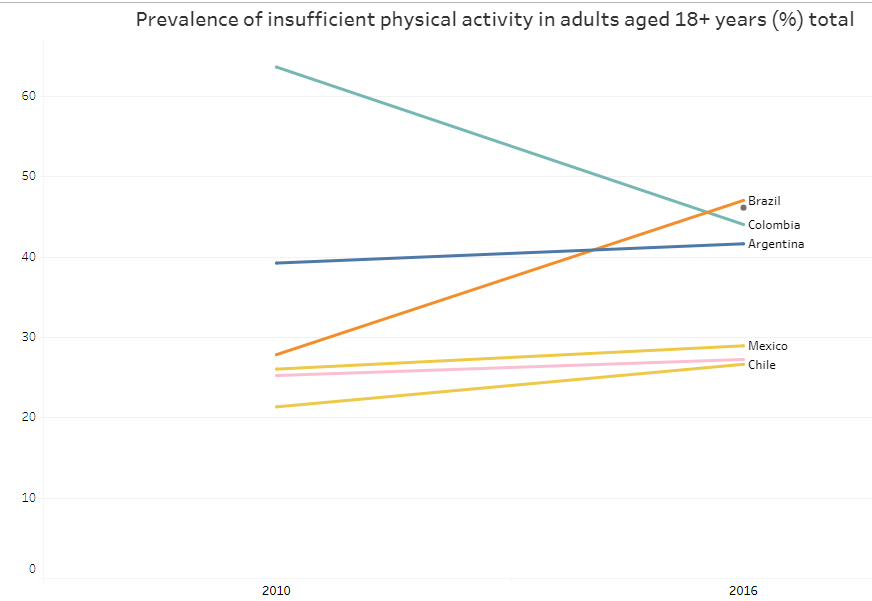 Prevalence of insufficient physical activity in adults aged 18+ years (%) total
60
50
40
30
20
10
0
Brazil
Colombia
Argentina
Mexico
Chile
2010
2016